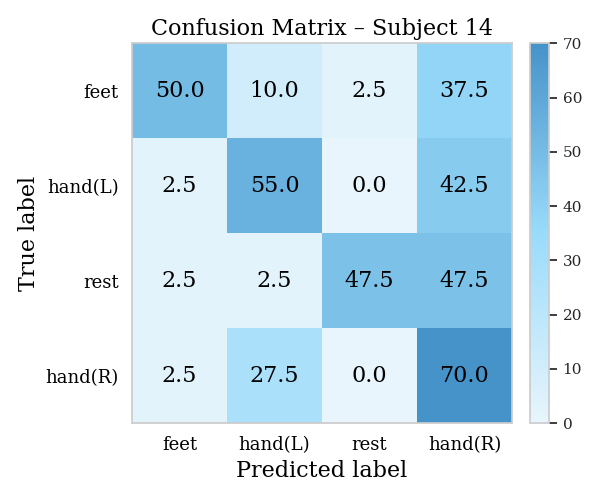 Confusion Matrix – Subject 14
feet 50.0 10.0 2.5 37.5
hand(L) 2.5 55.0 0.0 42.5
rest 2.5 2.5 47.5 47.5
hand(R) 2.5 27.5 0.0 70.0
feet hand(L) rest hand(R)
Predicted label
True label
70
60
50
40
30
20
10
0